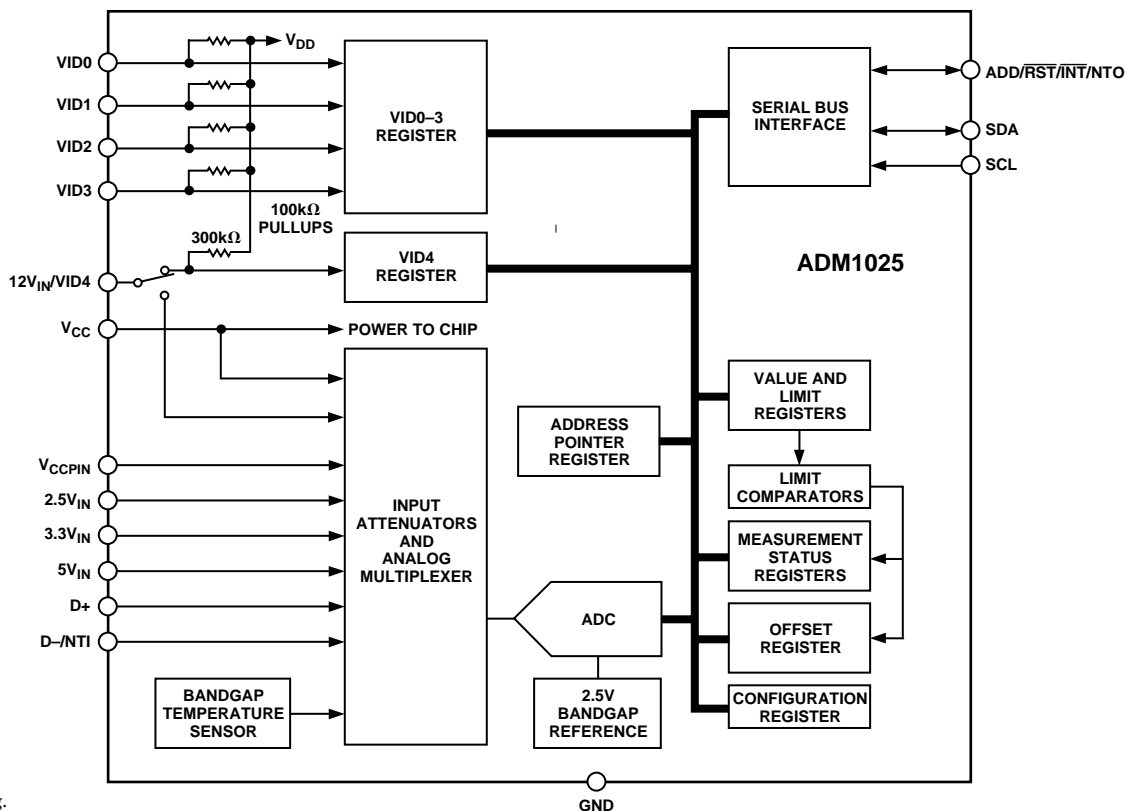 V_DD
VID0
VID1
VID2
VID3
VID0–3
REGISTER
100kΩ
PULLUPS
300kΩ
12V_IN/VID4
VID4
REGISTER
V_CC
POWER TO CHIP
V_CCPIN
2.5V_IN
3.3V_IN
5V_IN
D+
D–/NTI
INPUT
ATTENUATORS
AND
ANALOG
MULTIPLEXER
BANDGAP
TEMPERATURE
SENSOR
SERIAL BUS
INTERFACE
ADD/R̅S̅T̅/I̅N̅T̅/NTO
SDA
SCL
ADM1025
ADDRESS
POINTER
REGISTER
VALUE AND
LIMIT
REGISTERS
LIMIT
COMPARATORS
MEASUREMENT
STATUS
REGISTERS
ADC
OFFSET
REGISTER
2.5V
BANDGAP
REFERENCE
CONFIGURATION
REGISTER
GND